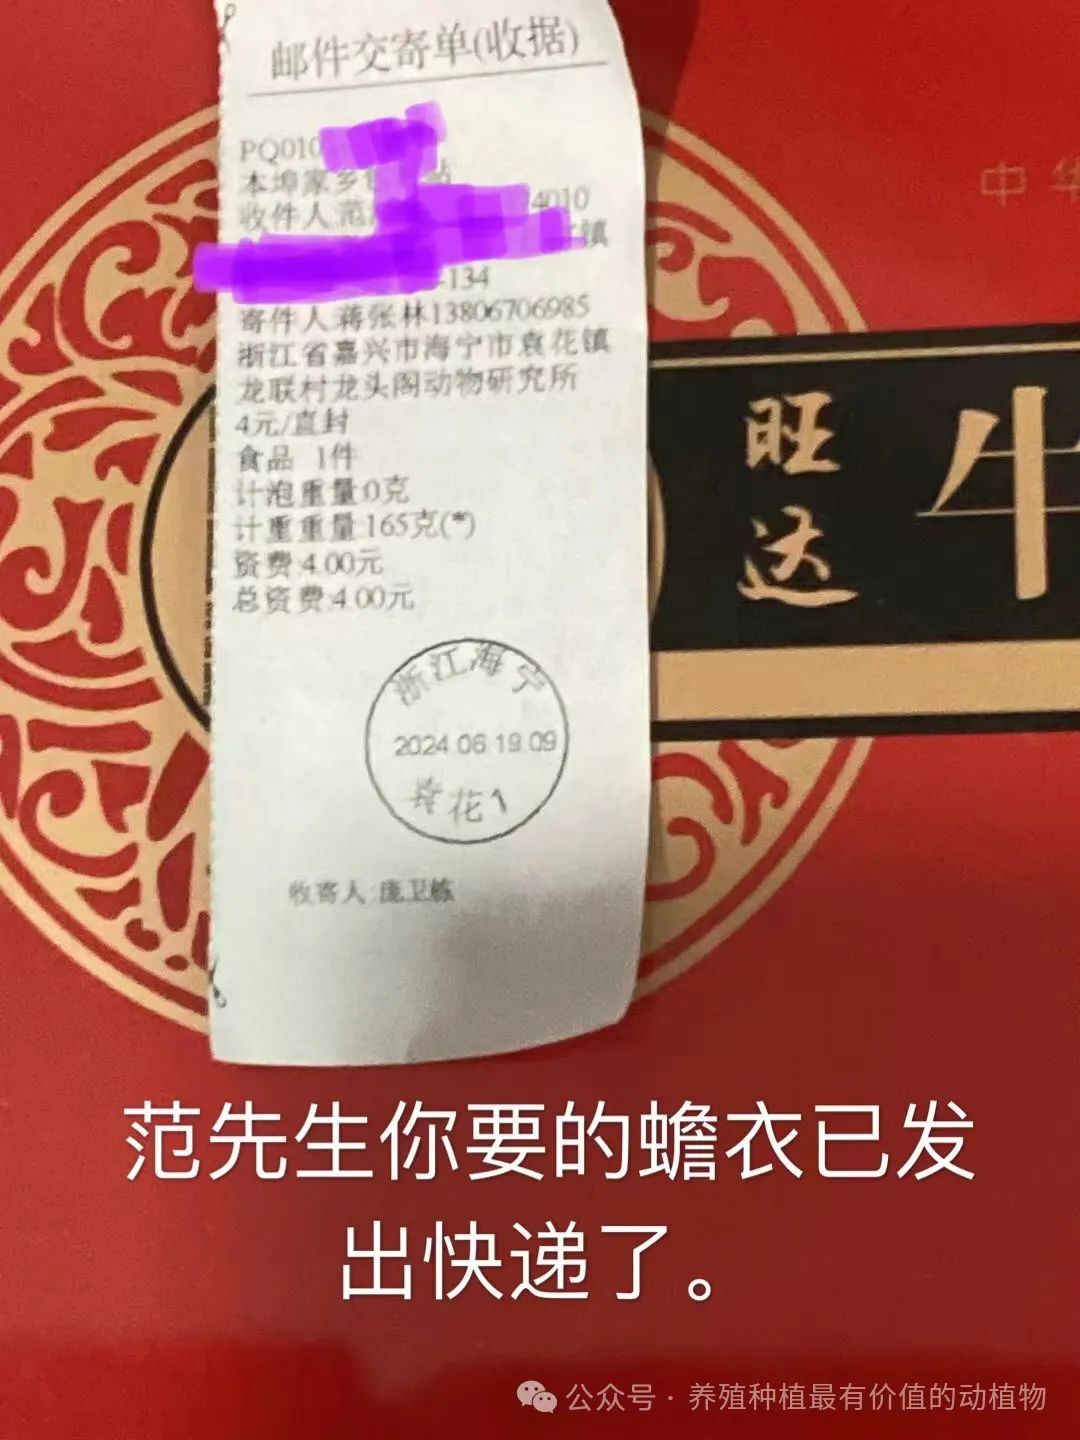 邮件交寄单(收据)
PQ010
本埠家乡包
收件人:范
4010
镇
-134
寄件人:蒋张林13806706985
浙江省嘉兴市海宁市袁花镇
龙联村龙头阁动物研究所
4元/直封
食品 1件
计泡重量:0克
计重重量:165克(*)
资费:4.00元
总资费:4.00元
浙江海宁
2024.06.19.09
袁花1
收寄人:庞卫栋
中华
旺达
牛
范先生你要的蟾衣已发
出快递了。
公众号·养殖种植最有价值的动植物